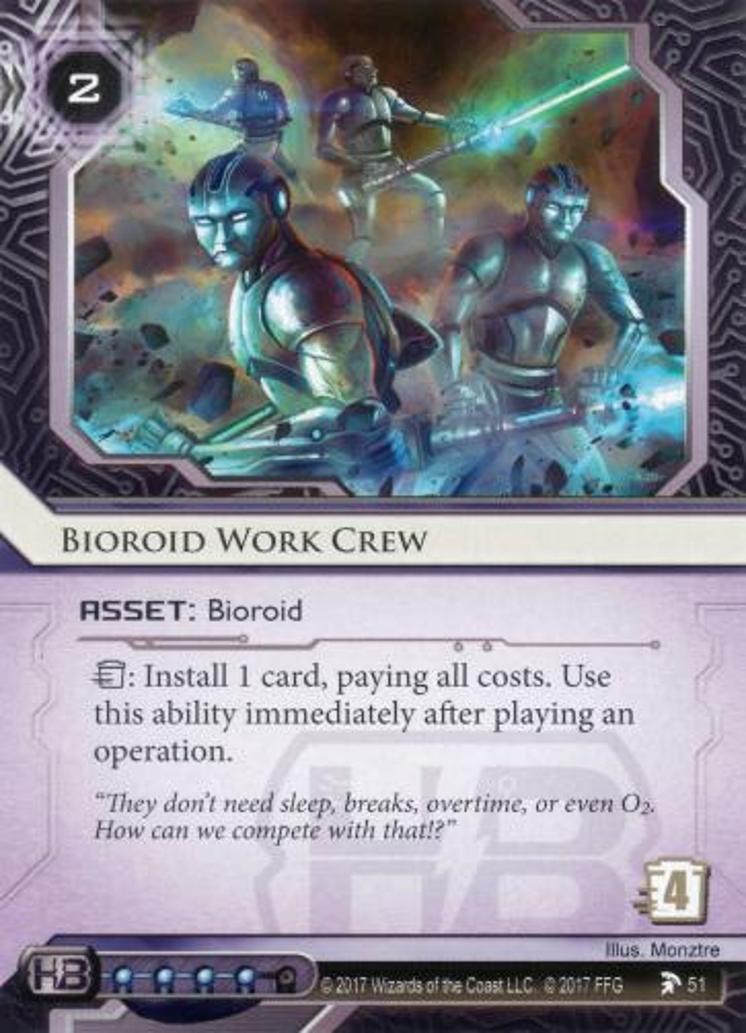 2
BIOROID WORK CREW
ASSET: Bioroid
: Install 1 card, paying all costs. Use
this ability immediately after playing an
operation.
“They don’t need sleep, breaks, overtime, or even O₂.
How can we compete with that!?”
4
Illus. Monztre
HB
© 2017 Wizards of the Coast LLC. © 2017 FFG
51